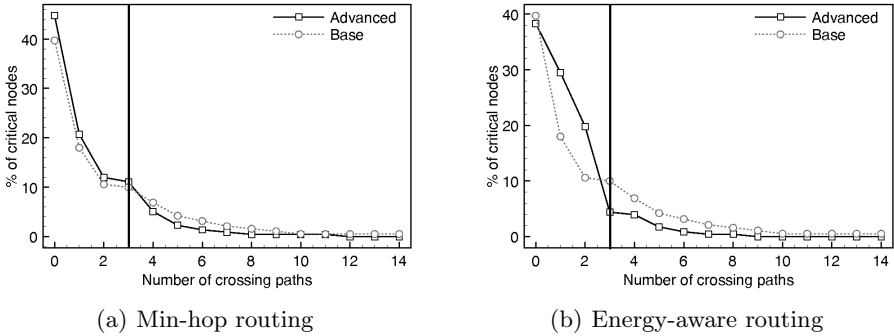 Advanced
Base
% of critical nodes
40
30
20
10
0
0 2 4 6 8 10 12 14
Number of crossing paths
(a) Min-hop routing
Advanced
Base
% of critical nodes
40
30
20
10
0
0 2 4 6 8 10 12 14
Number of crossing paths
(b) Energy-aware routing